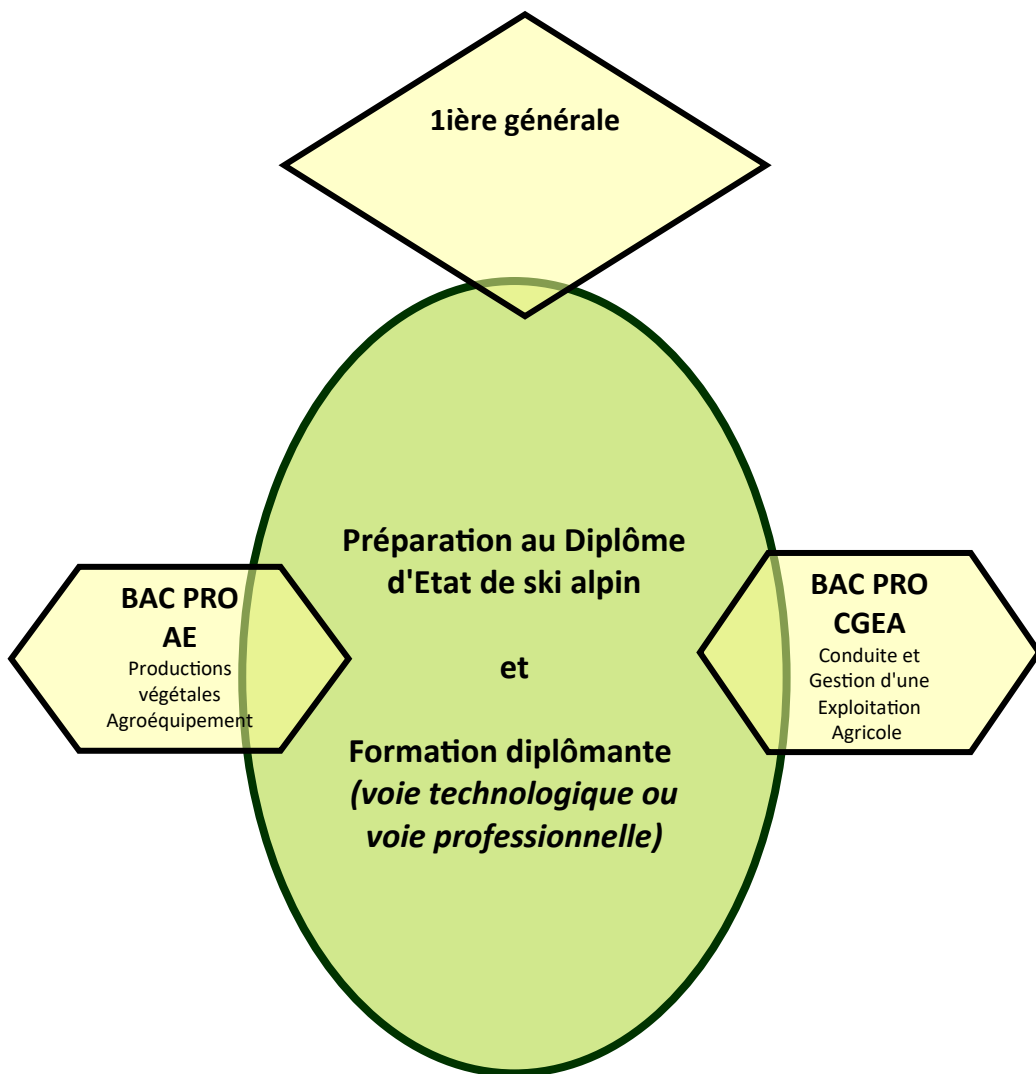 1ière générale
Préparation au Diplôme
d'Etat de ski alpin
et
Formation diplômante
(voie technologique ou
voie professionnelle)
BAC PRO
AE
Productions
végétales
Agroéquipement
BAC PRO
CGEA
Conduite et
Gestion d'une
Exploitation
Agricole